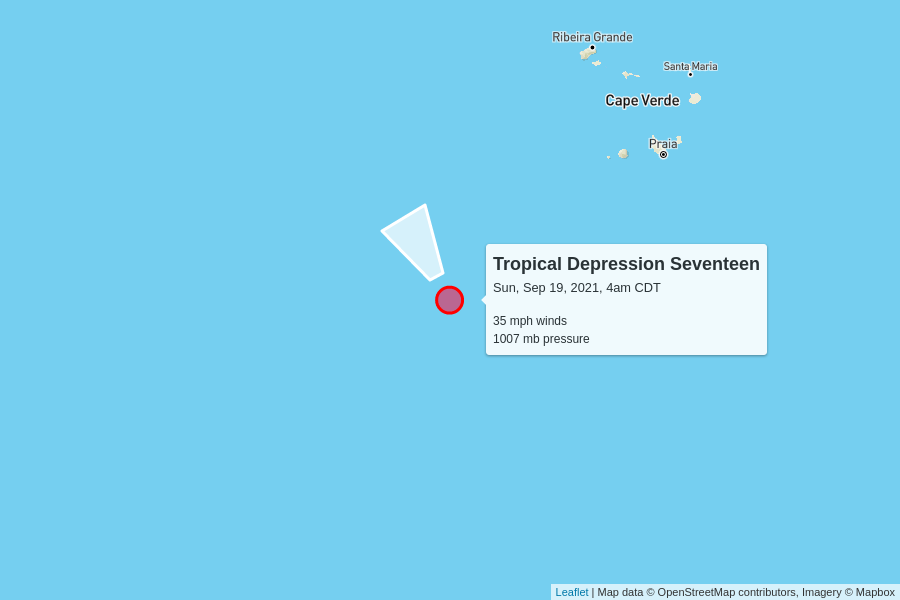 Ribeira Grande
Santa Maria
Cape Verde
Praia
Tropical Depression Seventeen
Sun, Sep 19, 2021, 4am CDT
35 mph winds
1007 mb pressure
Leaflet | Map data © OpenStreetMap contributors, Imagery © Mapbox